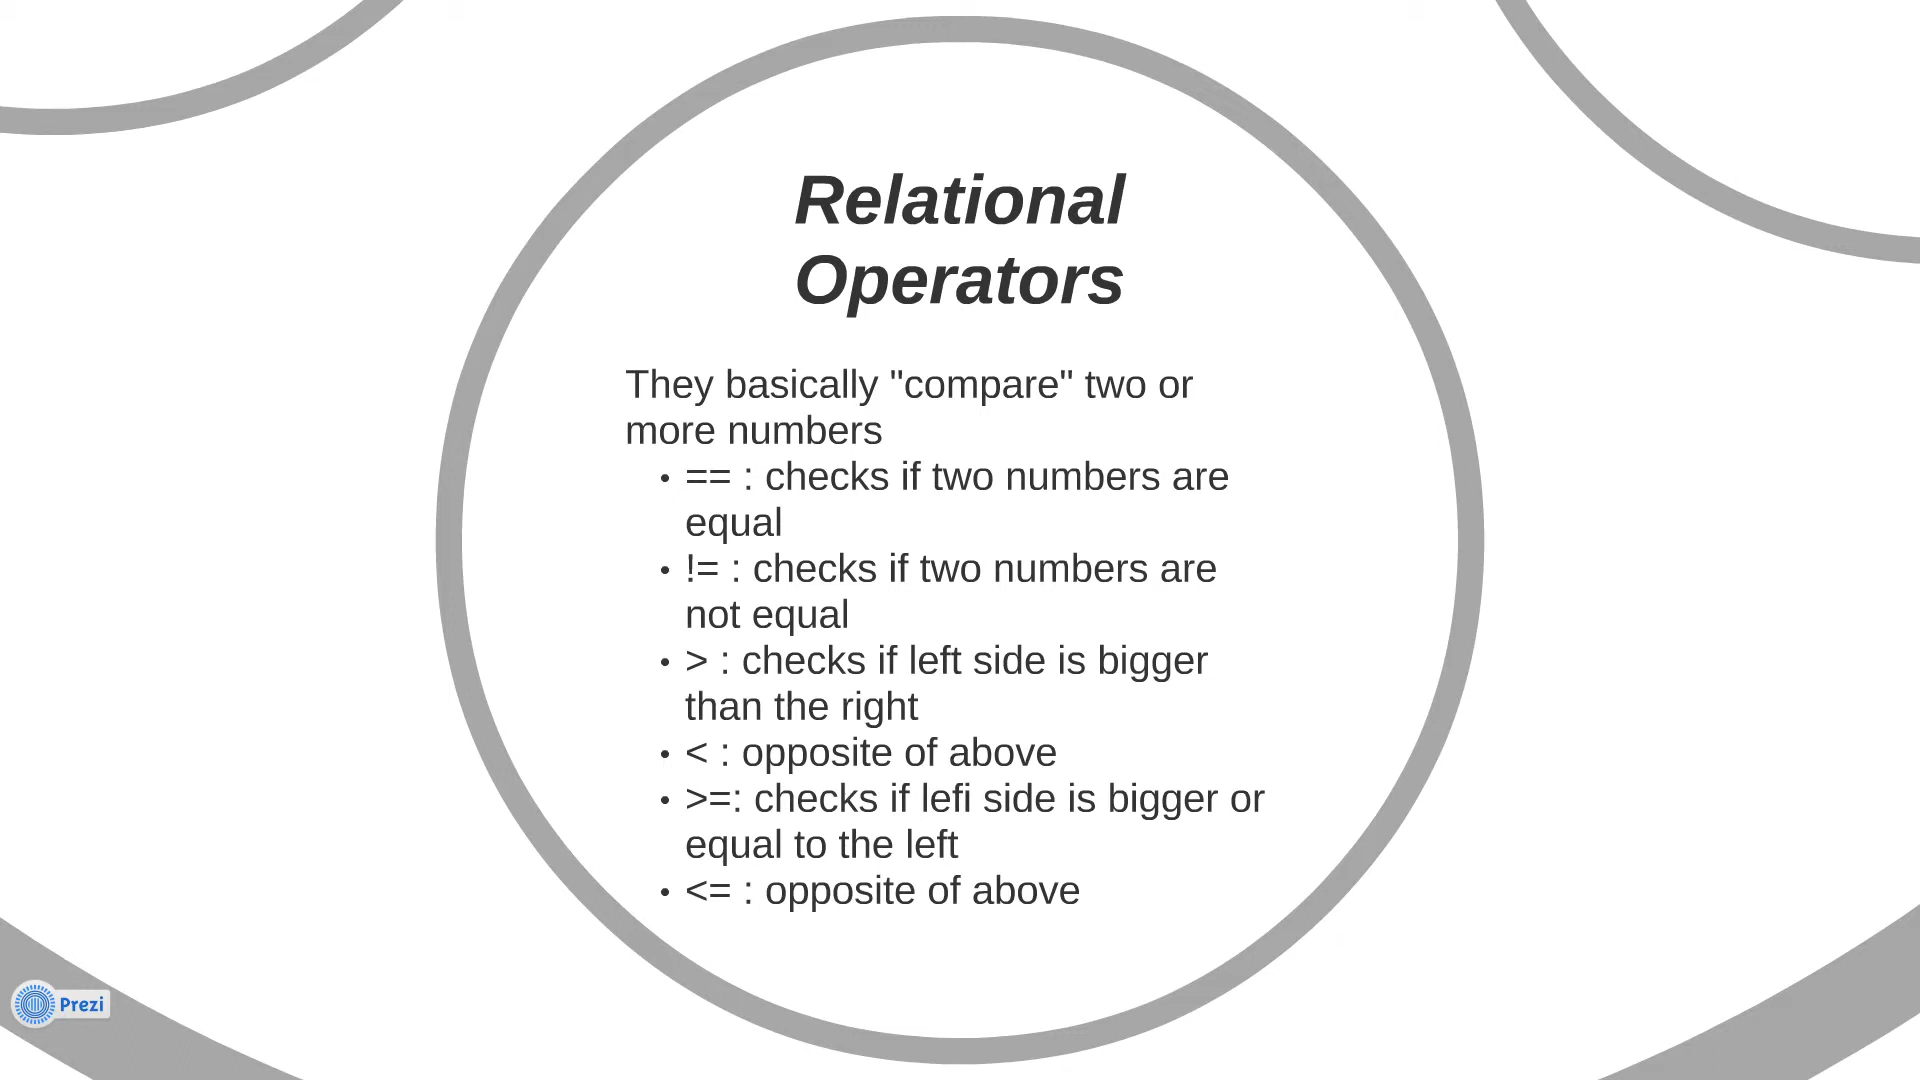 Relational
Operators
They basically "compare" two or
more numbers
• == : checks if two numbers are
equal
• != : checks if two numbers are
not equal
• > : checks if left side is bigger
than the right
• < : opposite of above
• >=: checks if lefi side is bigger or
equal to the left
• <= : opposite of above
Prezi